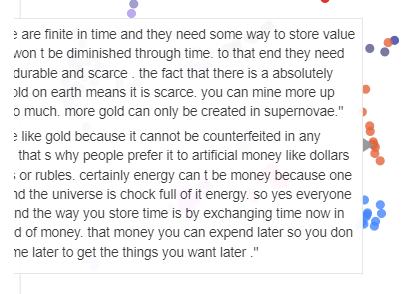 are finite in time and they need some way to store value
won t be diminished through time. to that end they need
durable and scarce . the fact that there is a absolutely
old on earth means it is scarce. you can mine more up
o much. more gold can only be created in supernovae."
like gold because it cannot be counterfeited in any
that s why people prefer it to artificial money like dollars
or rubles. certainly energy can t be money because one
nd the universe is chock full of it energy. so yes everyone
nd the way you store time is by exchanging time now in
d of money. that money you can expend later so you don
me later to get the things you want later ."